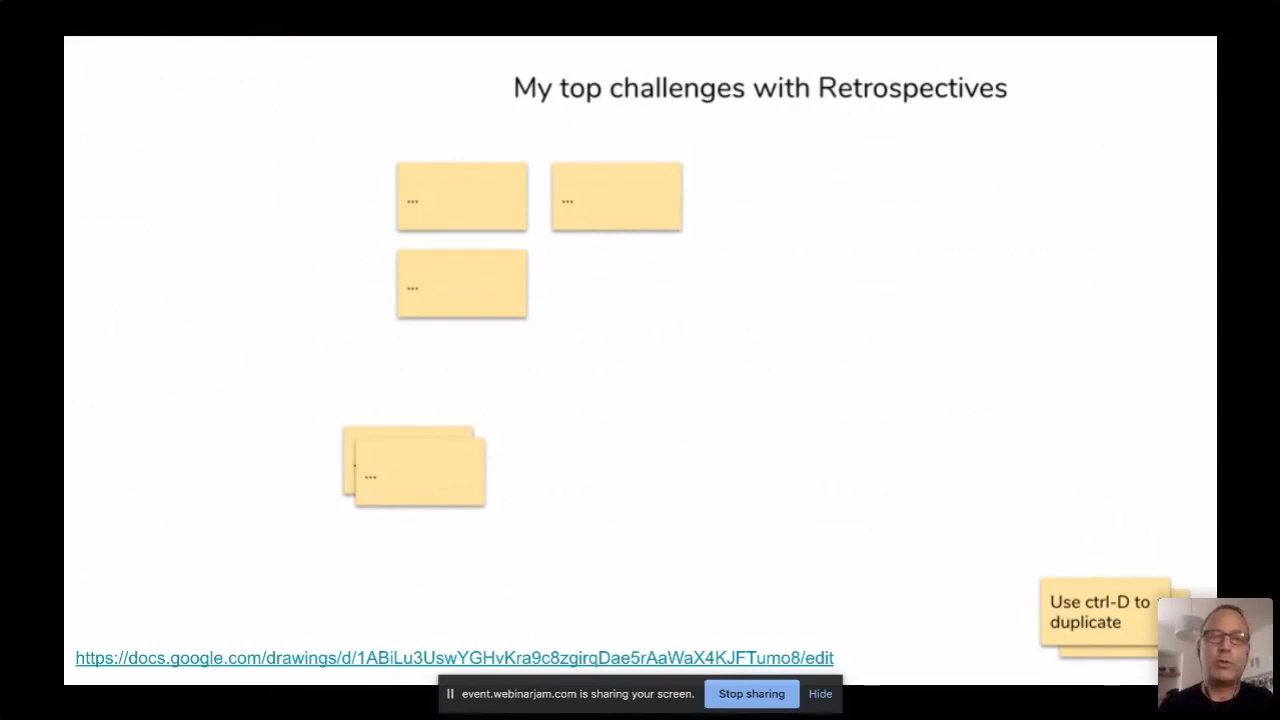 My top challenges with Retrospectives
...
...
...
...
Use ctrl-D to
duplicate
https://docs.google.com/drawings/d/1ABiLu3UswYGHvKra9c8zgirqDae5rAaWaX4KJFTumo8/edit
event.webinarjam.com is sharing your screen.
Stop sharing
Hide